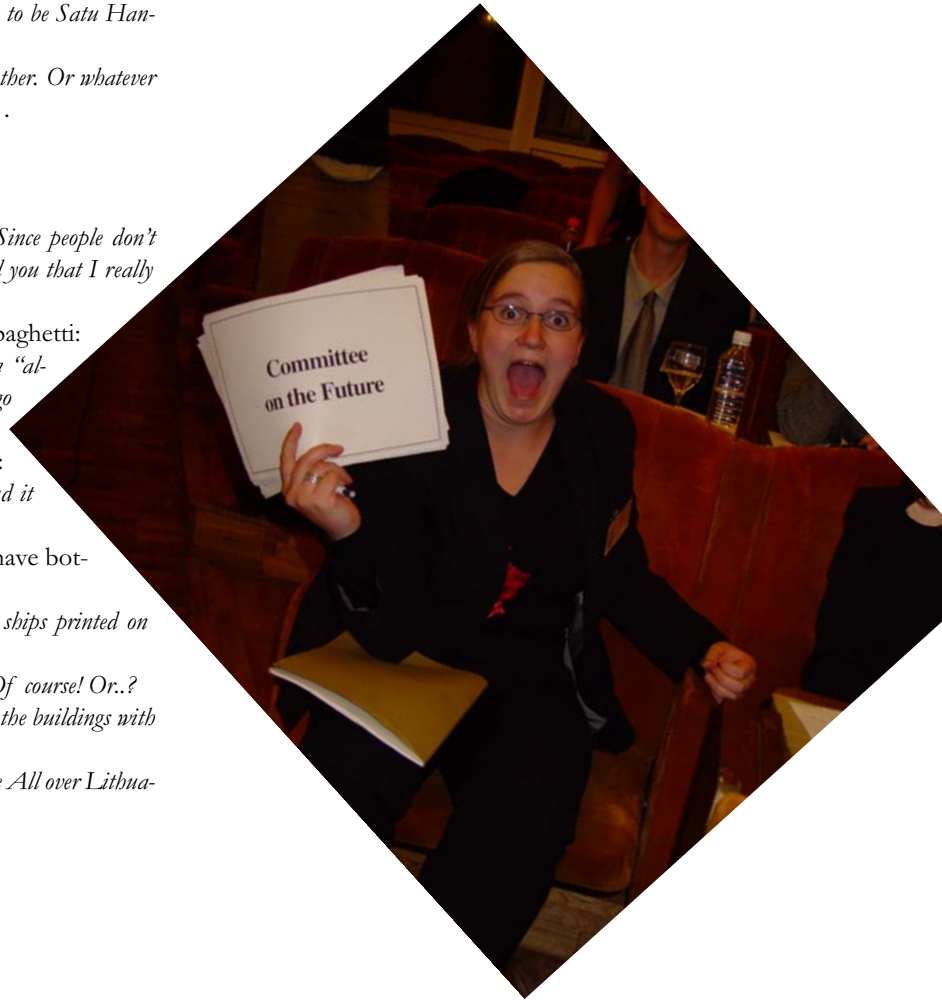 to be Satu Han-
ther. Or whatever
.
Since people don't
you that I really
paghetti:
"al-
go
:
d it
have bot-
ships printed on
Of course! Or..?
the buildings with
All over Lithua-
Committee
on the Future